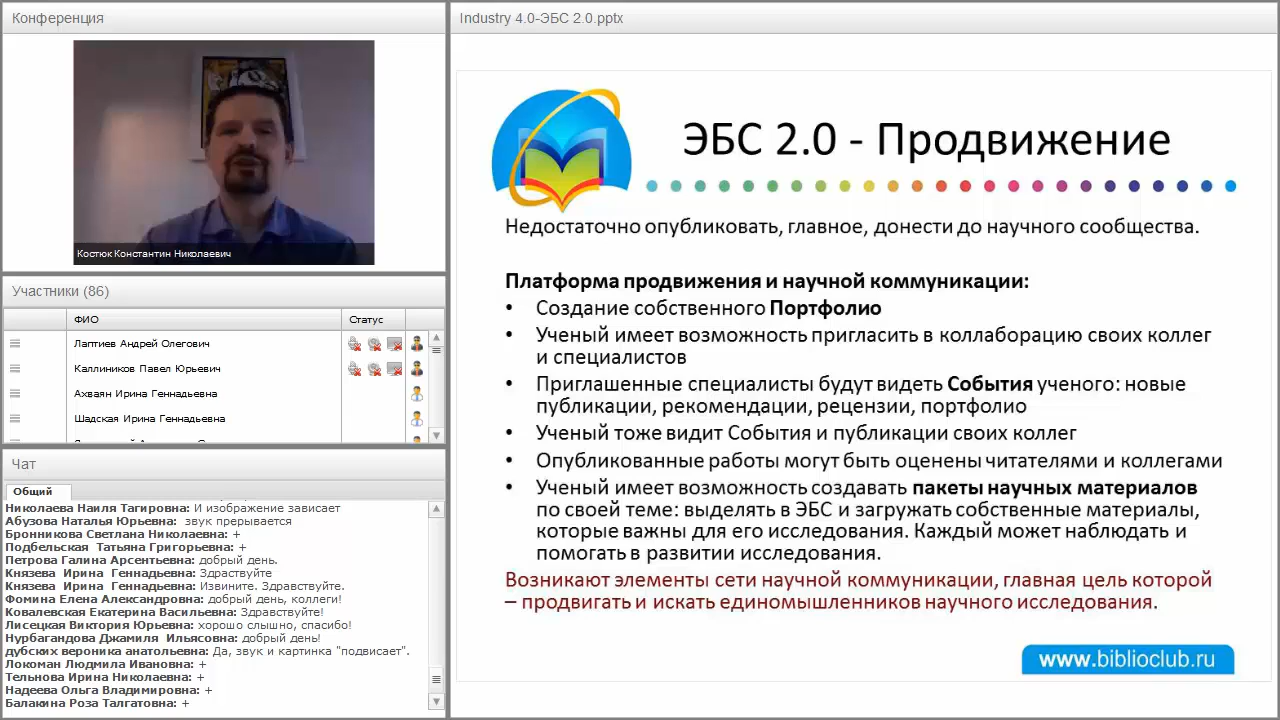 Конференция
Костюк Константин Николаевич
Участники (86)
ФИО
Статус
Лаптиев Андрей Олегович
Каллиников Павел Юрьевич
Ахваян Ирина Геннадьевна
Шадская Ирина Геннадьевна
Чат
Общий
Николаева Наиля Тагировна: И изображение зависает
Абузова Наталья Юрьевна: звук прерывается
Бронникова Светлана Николаевна: +
Подбельская Татьяна Григорьевна: +
Петрова Галина Арсентьевна: добрый день.
Князева Ирина Геннадьевна: Здраствуйте
Князева Ирина Геннадьевна: Извините. Здравствуйте.
Фомина Елена Александровна: добрый день, коллеги!
Ковалевская Екатерина Васильевна: Здравствуйте!
Лисецкая Виктория Юрьевна: хорошо слышно, спасибо!
Нурбагандова Джамиля Ильясовна: добрый день!
дубских вероника анатольевна: Да, звук и картинка "подвисает".
Локоман Людмила Ивановна: +
Тельнова Ирина Николаевна: +
Надеева Ольга Владимировна: +
Балакина Роза Талгатовна: +
Industry 4.0-ЭБС 2.0.pptx
ЭБС 2.0 - Продвижение
Недостаточно опубликовать, главное, донести до научного сообщества.
Платформа продвижения и научной коммуникации:
• Создание собственного Портфолио
• Ученый имеет возможность пригласить в коллаборацию своих коллег
и специалистов
• Приглашенные специалисты будут видеть События ученого: новые
публикации, рекомендации, рецензии, портфолио
• Ученый тоже видит События и публикации своих коллег
• Опубликованные работы могут быть оценены читателями и коллегами
• Ученый имеет возможность создавать пакеты научных материалов
по своей теме: выделять в ЭБС и загружать собственные материалы,
которые важны для его исследования. Каждый может наблюдать и
помогать в развитии исследования.
Возникают элементы сети научной коммуникации, главная цель которой
– продвигать и искать единомышленников научного исследования.
www.biblioclub.ru